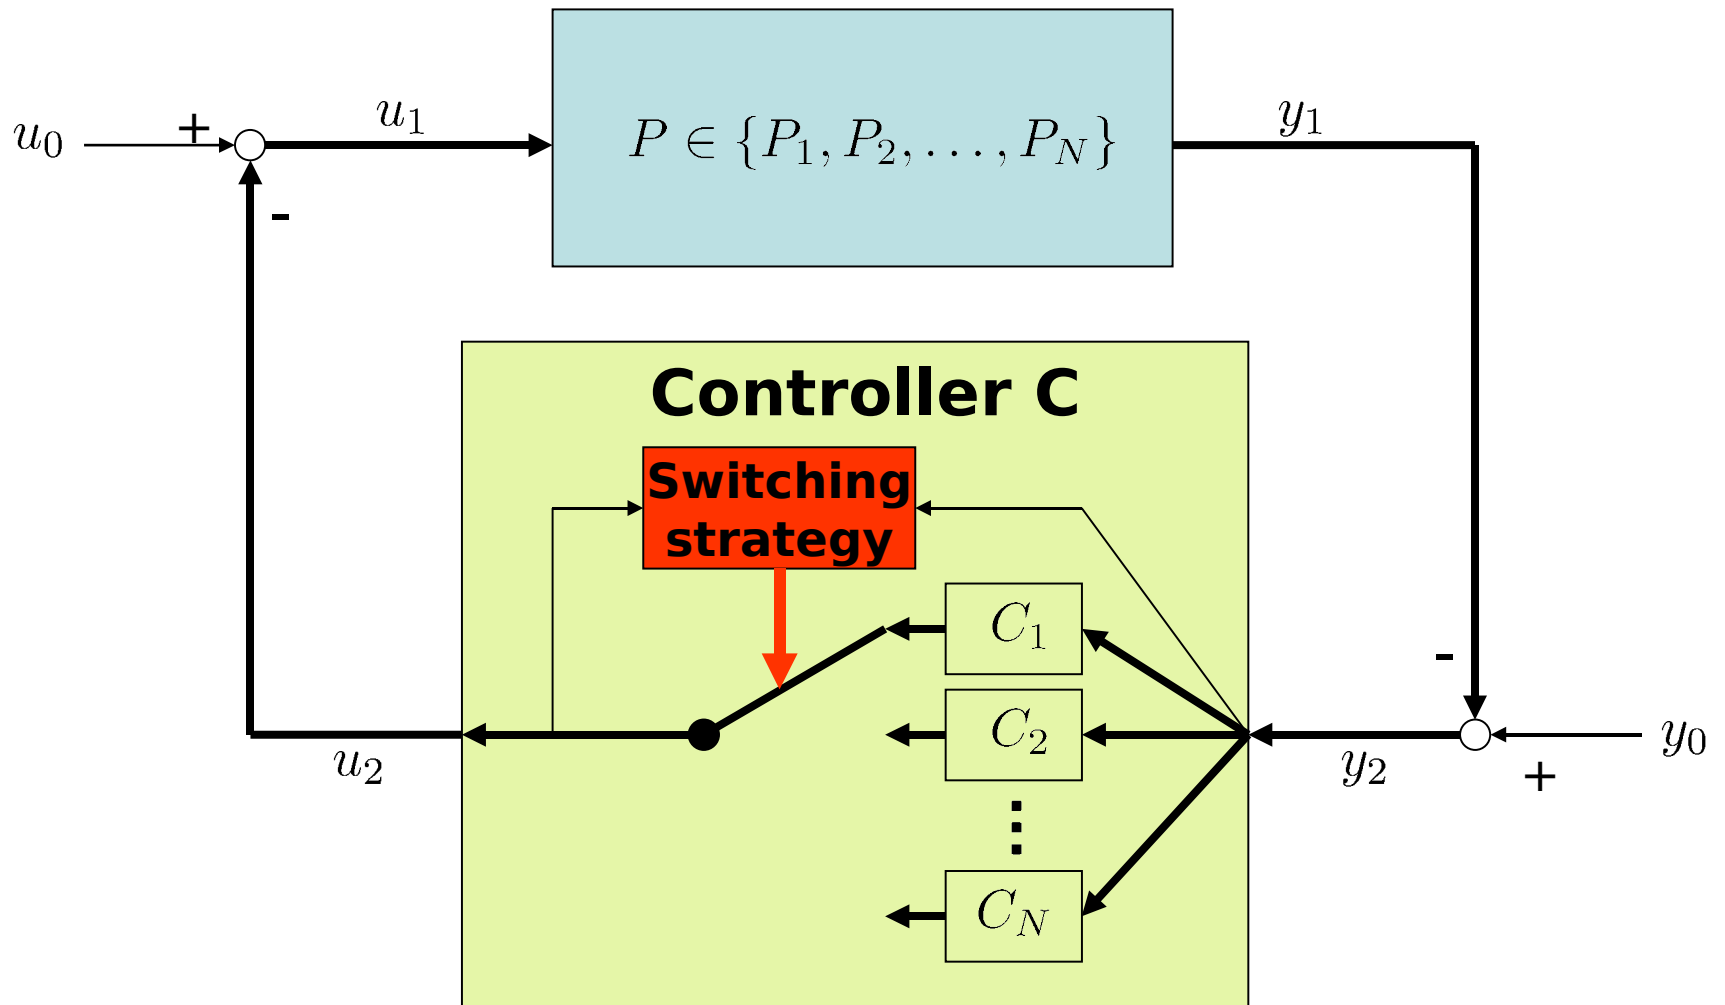 u₀
+
u₁
P ∈ {P₁, P₂, . . . , P_N}
y₁
-
Controller C
Switching
strategy
C₁
-
C₂
u₂
y₂
y₀
+
⋮
C_N